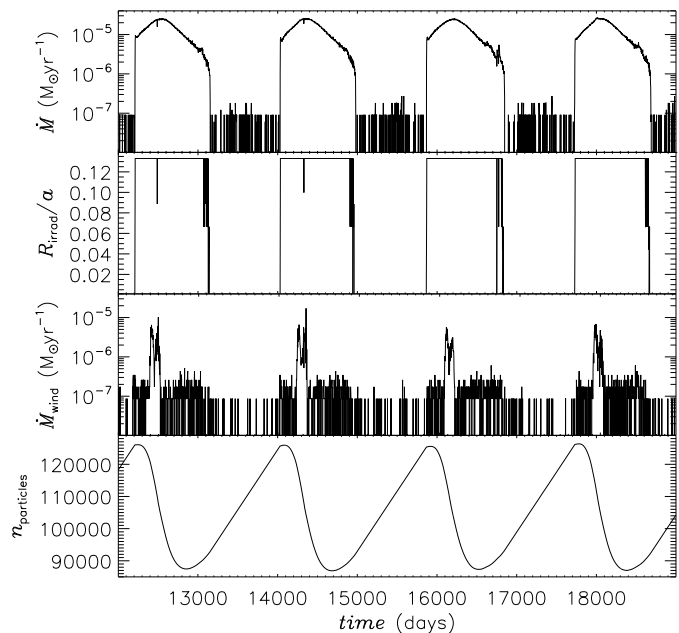 10⁻⁵
10⁻⁶
10⁻⁷
Ṁ (M⊙yr⁻¹)
0.12
0.10
0.08
0.06
0.04
0.02
R_irrad/a
10⁻⁵
10⁻⁶
10⁻⁷
Ṁ_wind (M⊙yr⁻¹)
120000
110000
100000
90000
n_particles
13000 14000 15000 16000 17000 18000
time (days)